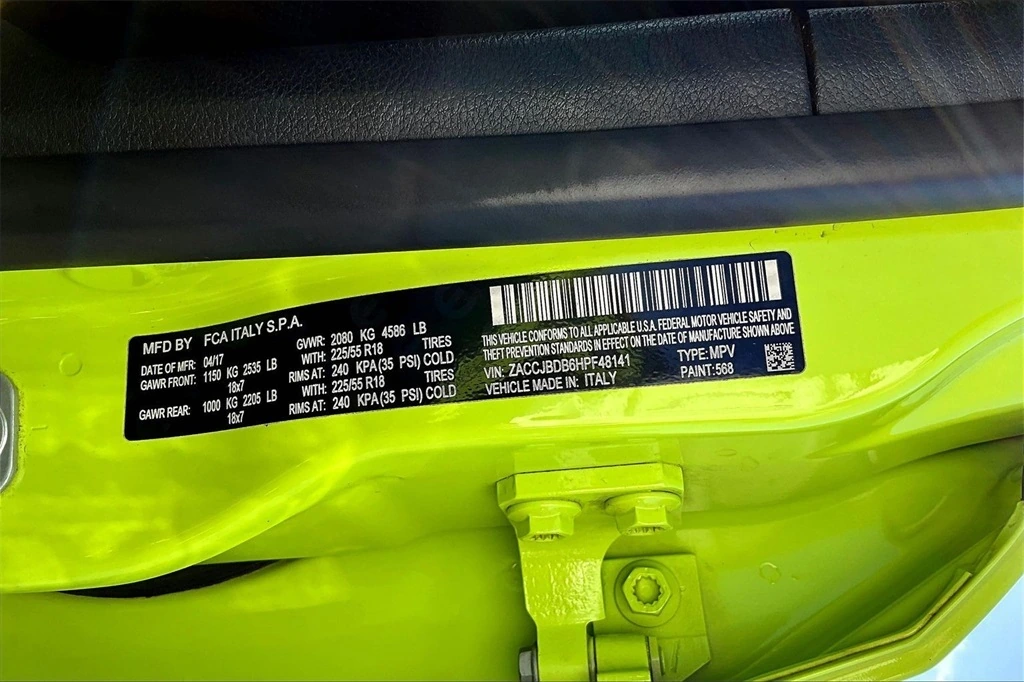 MFD BY FCA ITALY S.P.A.
DATE OF MFR: 04/17 GVWR: 2080 KG 4586 LB
GAWR FRONT: 1150 KG 2535 LB WITH: 225/55 R18 TIRES
18x7 RIMS AT: 240 KPA(35 PSI) COLD
GAWR REAR: 1000 KG 2205 LB WITH: 225/55 R18 TIRES
18x7 RIMS AT: 240 KPA(35 PSI) COLD
THIS VEHICLE CONFORMS TO ALL APPLICABLE U.S.A. FEDERAL MOTOR VEHICLE SAFETY AND
THEFT PREVENTION STANDARDS IN EFFECT ON THE DATE OF MANUFACTURE SHOWN ABOVE
VIN: ZACCJBDB6HPF48141 TYPE: MPV
VEHICLE MADE IN: ITALY PAINT: 568